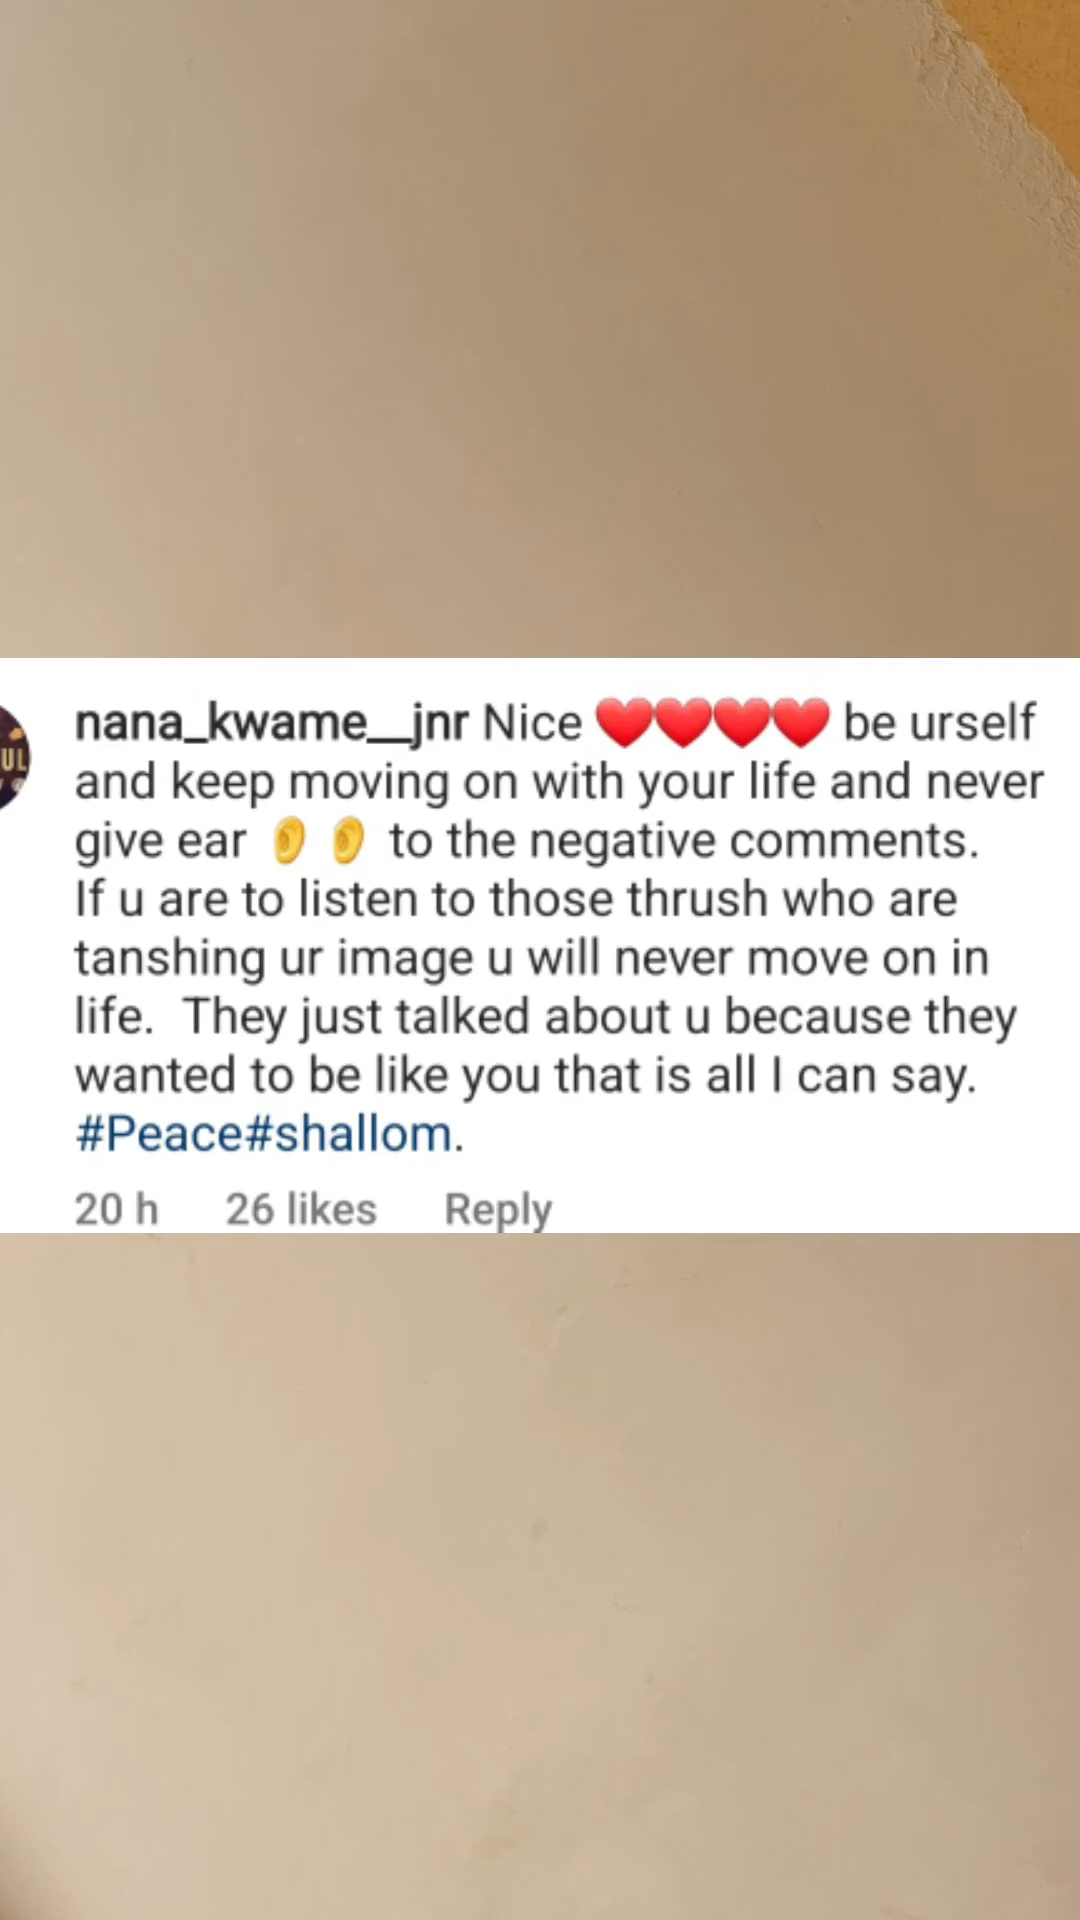 UL
nana_kwame__jnr Nice ❤️❤️❤️❤️ be urself
and keep moving on with your life and never
give ear 👂👂 to the negative comments.
If u are to listen to those thrush who are
tanshing ur image u will never move on in
life. They just talked about u because they
wanted to be like you that is all I can say.
#Peace#shallom.
20 h 26 likes Reply